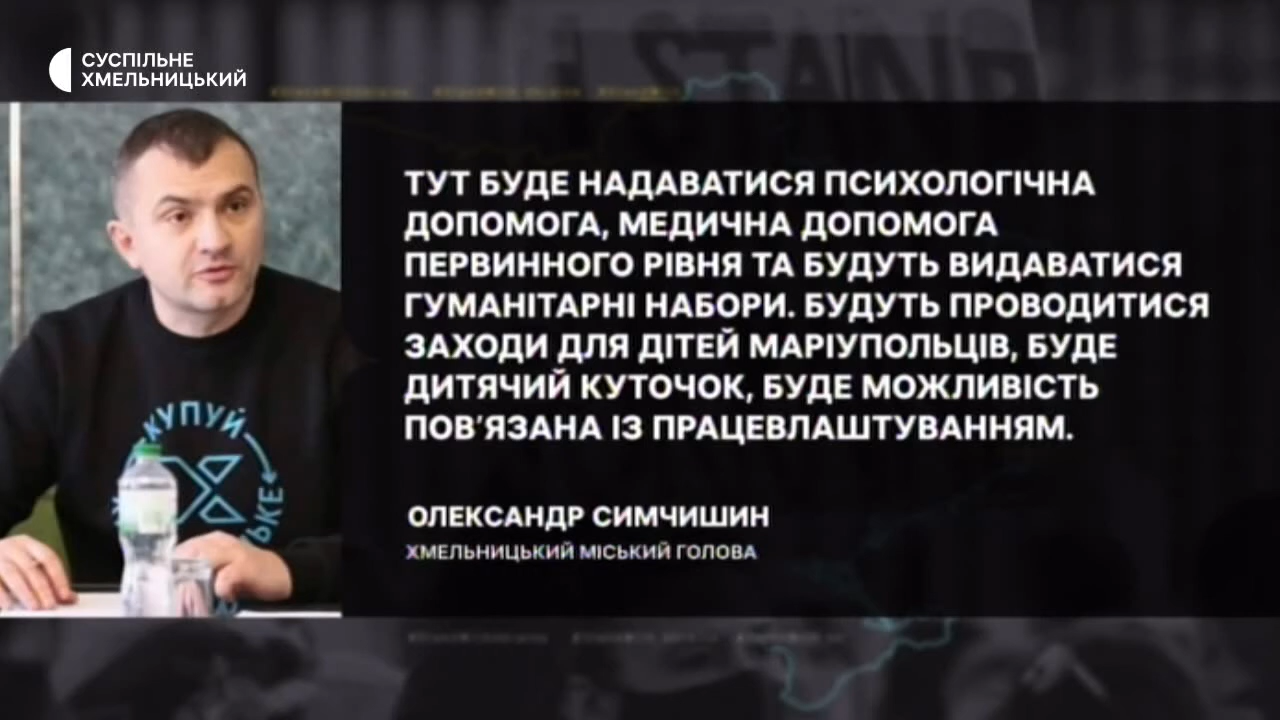 СУСПІЛЬНЕ
ХМЕЛЬНИЦЬКИЙ
STAND
ТУТ БУДЕ НАДАВАТИСЯ ПСИХОЛОГІЧНА
ДОПОМОГА, МЕДИЧНА ДОПОМОГА
ПЕРВИННОГО РІВНЯ ТА БУДУТЬ ВИДАВАТИСЯ
ГУМАНІТАРНІ НАБОРИ. БУДУТЬ ПРОВОДИТИСЯ
ЗАХОДИ ДЛЯ ДІТЕЙ МАРІУПОЛЬЦІВ, БУДЕ
ДИТЯЧИЙ КУТОЧОК, БУДЕ МОЖЛИВІСТЬ
ПОВ'ЯЗАНА ІЗ ПРАЦЕВЛАШТУВАННЯМ.
КУПУЙ
ОЛЕКСАНДР СИМЧИШИН
ХМЕЛЬНИЦЬКИЙ МІСЬКИЙ ГОЛОВА